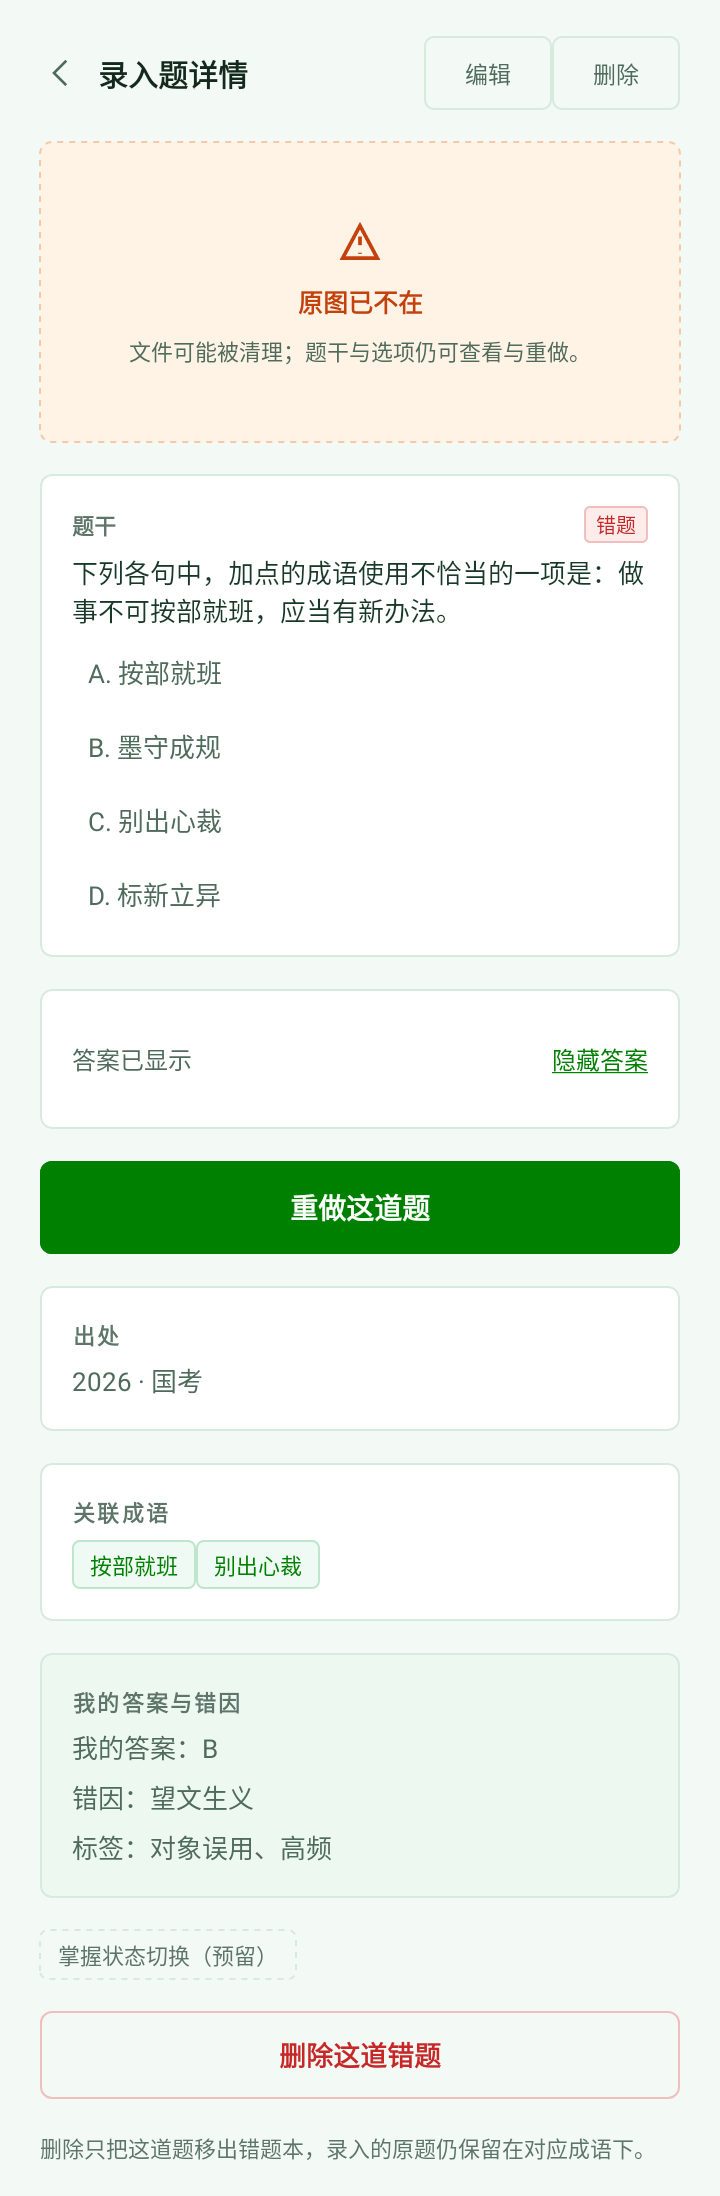 录入题详情
编辑
删除
原图已不在
文件可能被清理；题干与选项仍可查看与重做。
题干
错题
下列各句中，加点的成语使用不恰当的一项是：做
事不可按部就班，应当有新办法。
A. 按部就班
B. 墨守成规
C. 别出心裁
D. 标新立异
答案已显示
隐藏答案
重做这道题
出处
2026 · 国考
关联成语
按部就班
别出心裁
我的答案与错因
我的答案：B
错因：望文生义
标签：对象误用、高频
掌握状态切换（预留）
删除这道错题
删除只把这道题移出错题本，录入的原题仍保留在对应成语下。